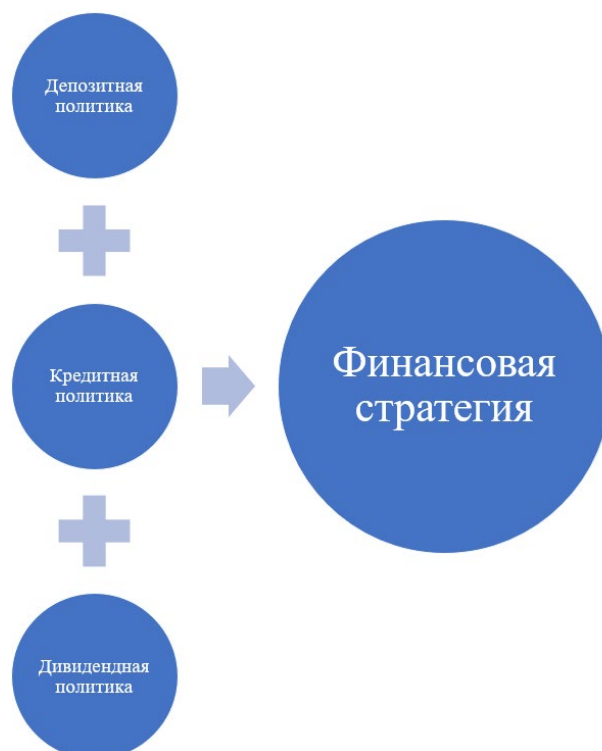 Депозитная
политика
Кредитная
политика
Дивидендная
политика
Финансовая
стратегия